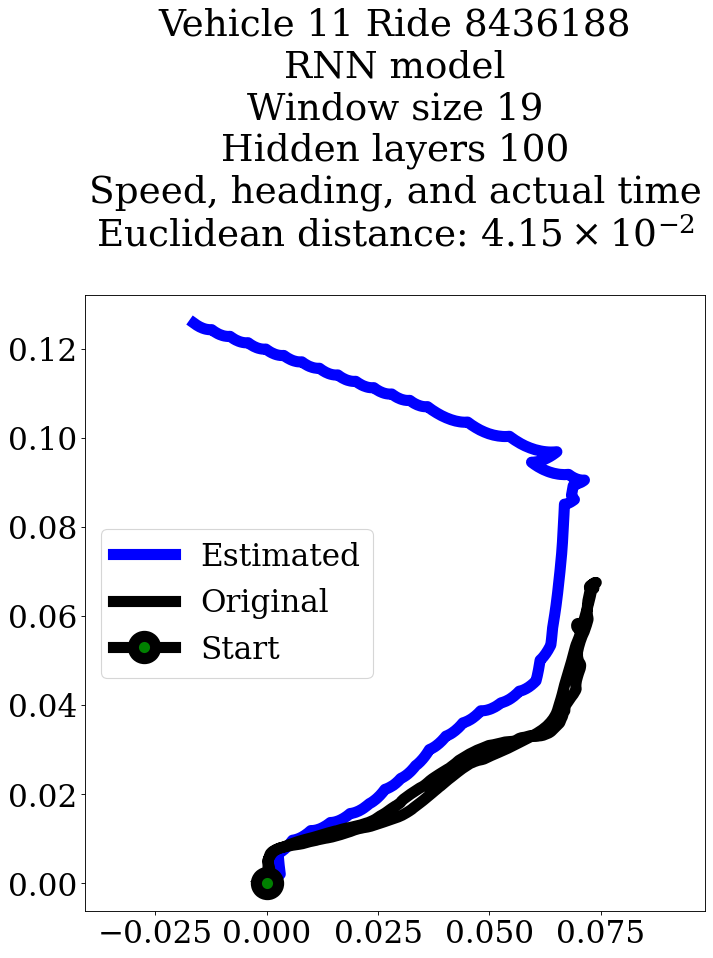 Vehicle 11 Ride 8436188
RNN model
Window size 19
Hidden layers 100
Speed, heading, and actual time
Euclidean distance: 4.15 × 10⁻²
0.12
0.10
0.08
0.06
0.04
0.02
0.00
Estimated
Original
Start
−0.025 0.000 0.025 0.050 0.075